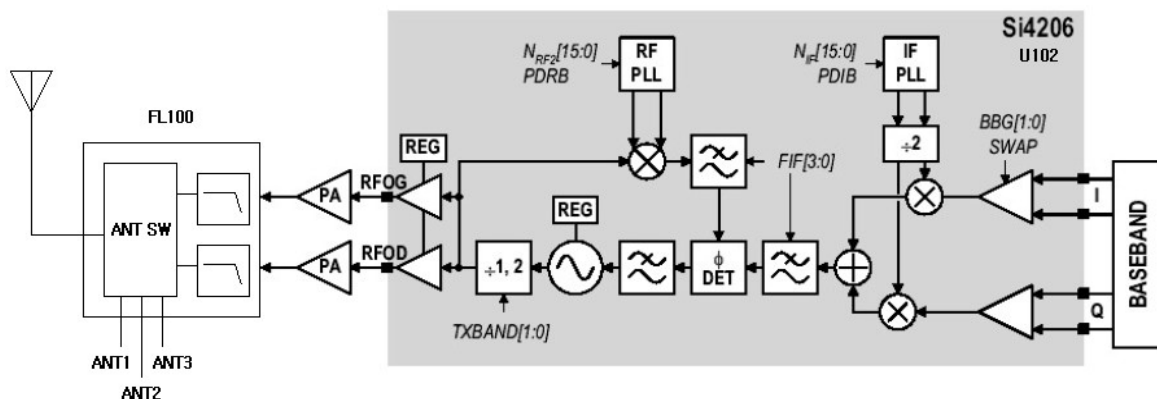 Si4206
U102
N_RF2[15:0]
PDRB
RF
PLL
N_IF[15:0]
PDIB
IF
PLL
FL100
÷2
BBG[1:0]
SWAP
REG
FIF[3:0]
PA
RFOG
I
ANT SW
REG
BASEBAND
PA
RFOD
÷1, 2
ϕ
DET
Q
TXBAND[1:0]
ANT1
ANT3
ANT2